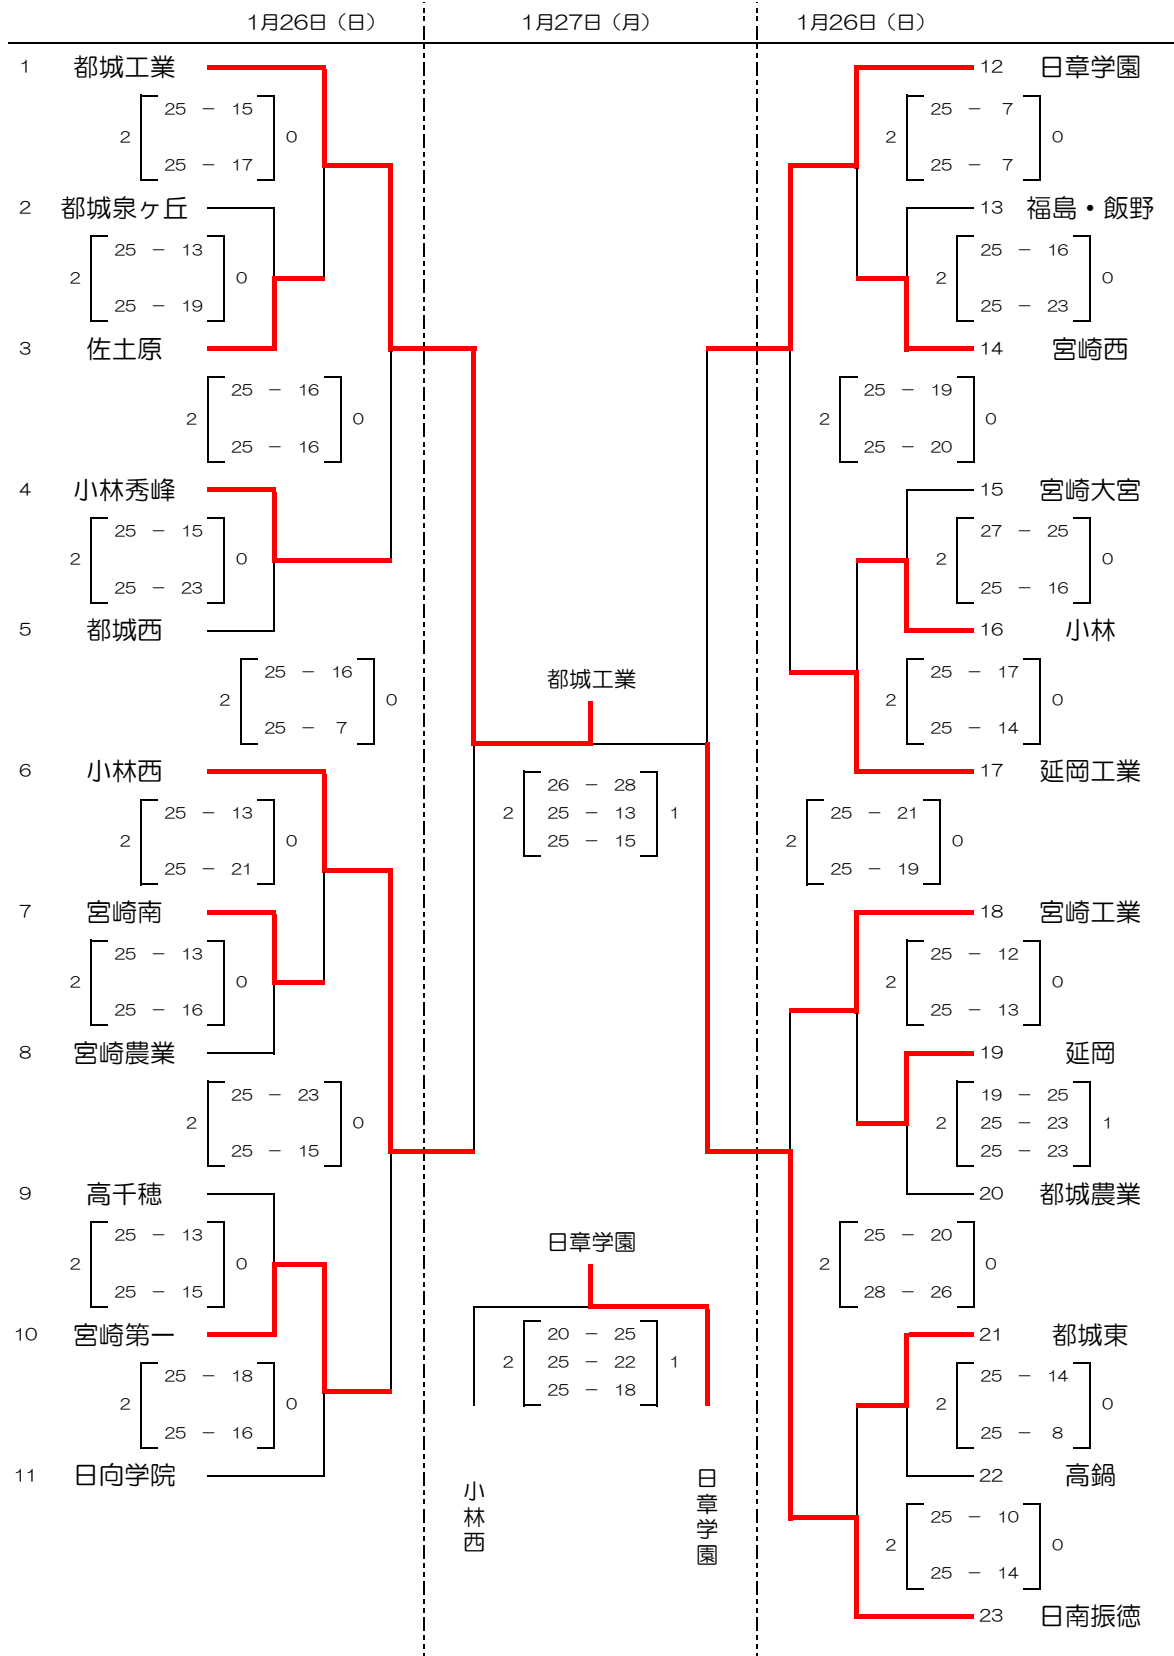 1月26日（日） 1月27日（月） 1月26日（日）
1 都城工業 12 日章学園
25 － 15 25 － 7
2 0 2 0
25 － 17 25 － 7
2 都城泉ヶ丘 13 福島・飯野
25 － 13 25 － 16
2 0 2 0
25 － 19 25 － 23
3 佐土原 14 宮崎西
25 － 16 25 － 19
2 0 2 0
25 － 16 25 － 20
4 小林秀峰 15 宮崎大宮
25 － 15 27 － 25
2 0 2 0
25 － 23 25 － 16
5 都城西 16 小林
25 － 16 都城工業 25 － 17
2 0 2 0
25 － 7 25 － 14
6 小林西 17 延岡工業
26 － 28
25 － 13 2 25 － 13 1 25 － 21
2 0 25 － 15 2 0
25 － 21 25 － 19
7 宮崎南 18 宮崎工業
25 － 13 25 － 12
2 0 2 0
25 － 16 25 － 13
8 宮崎農業 19 延岡
25 － 23 19 － 25
2 0 2 25 － 23 1
25 － 15 25 － 23
9 高千穂 20 都城農業
25 － 13 日章学園 25 － 20
2 0 2 0
25 － 15 28 － 26
10 宮崎第一 20 － 25 21 都城東
25 － 18 2 25 － 22 1 25 － 14
2 0 25 － 18 2 0
25 － 16 25 － 8
11 日向学院 22 高鍋
小林西 日章学園
25 － 10
2 0
25 － 14
23 日南振徳